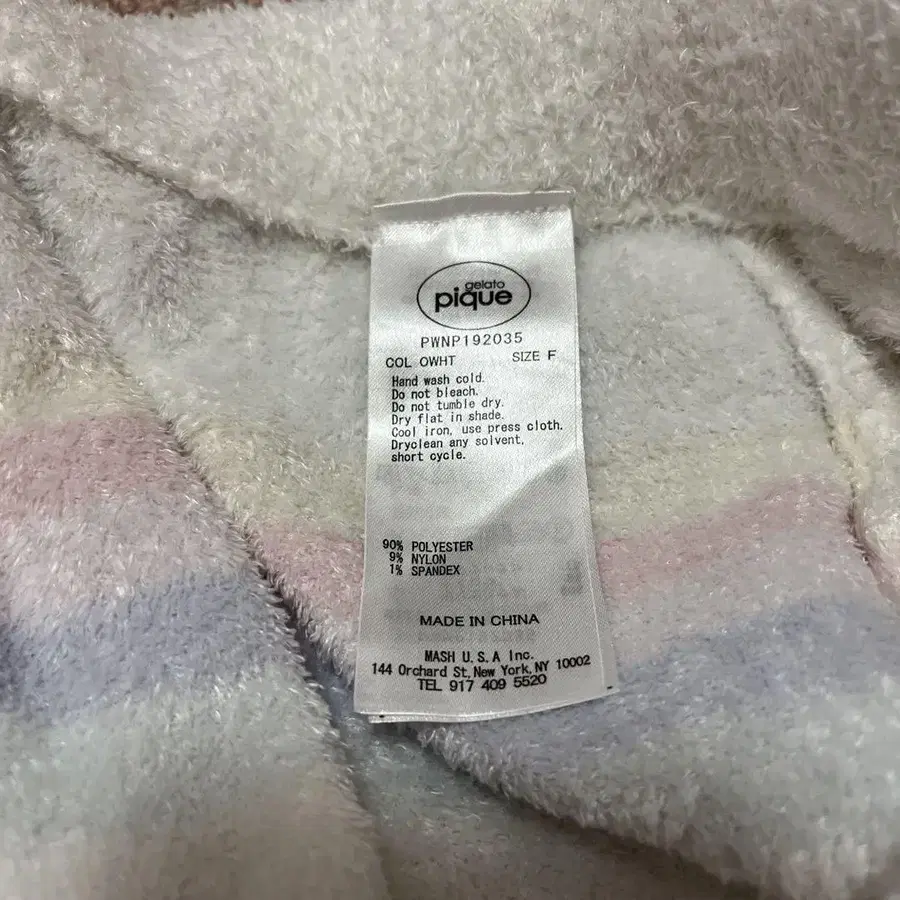 gelato
pique
PWNP192035
COL OWHT SIZE F
Hand wash cold.
Do not bleach.
Do not tumble dry.
Dry flat in shade.
Cool iron, use press cloth.
Dryclean any solvent,
short cycle.
90% POLYESTER
9% NYLON
1% SPANDEX
MADE IN CHINA
MASH U.S.A Inc.
144 Orchard St, New York, NY 10002
TEL 917 409 5520